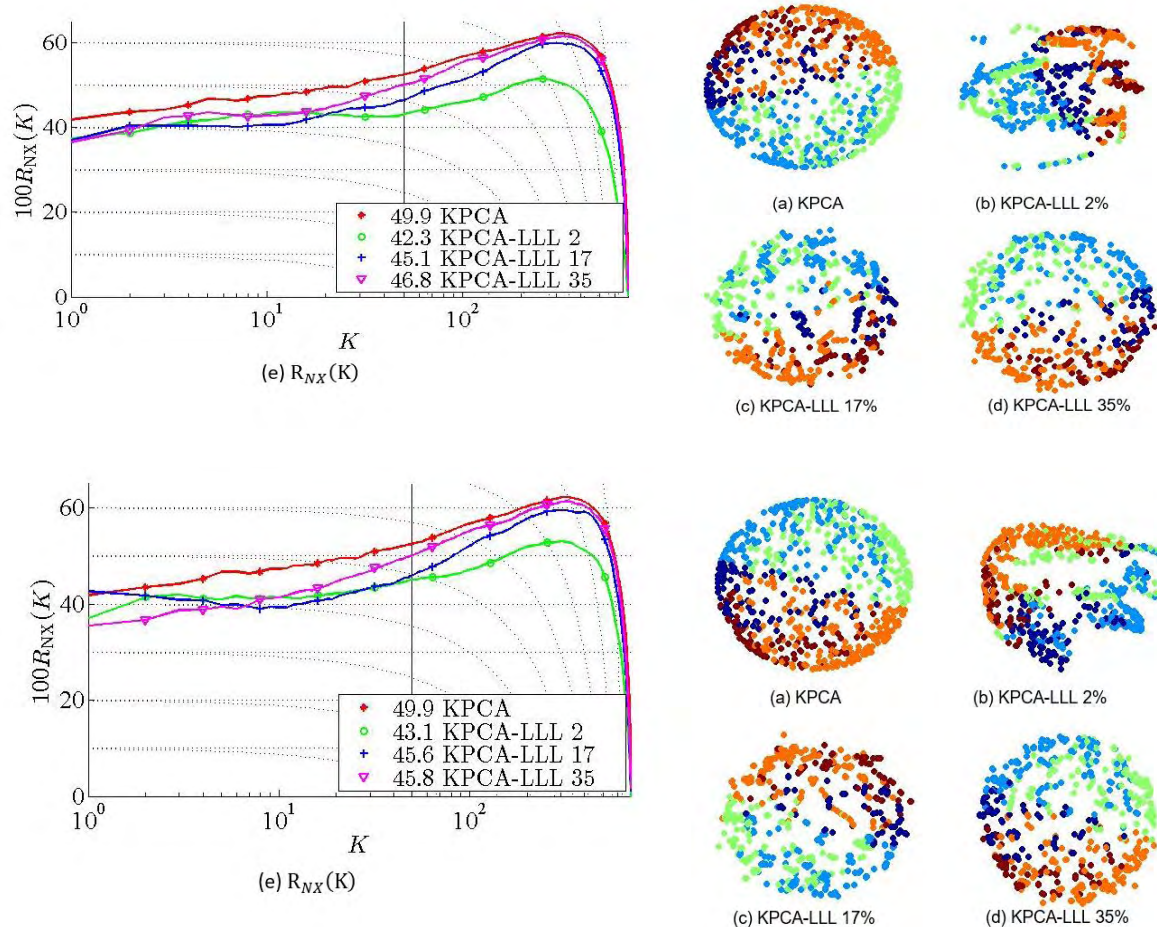 60
40
20
0
100R_NX(K)
49.9 KPCA
42.3 KPCA-LLL 2
45.1 KPCA-LLL 17
46.8 KPCA-LLL 35
10^0 10^1 10^2
K
(e) R_NX(K)
(a) KPCA
(b) KPCA-LLL 2%
(c) KPCA-LLL 17%
(d) KPCA-LLL 35%
60
40
20
0
100R_NX(K)
49.9 KPCA
43.1 KPCA-LLL 2
45.6 KPCA-LLL 17
45.8 KPCA-LLL 35
10^0 10^1 10^2
K
(e) R_NX(K)
(a) KPCA
(b) KPCA-LLL 2%
(c) KPCA-LLL 17%
(d) KPCA-LLL 35%